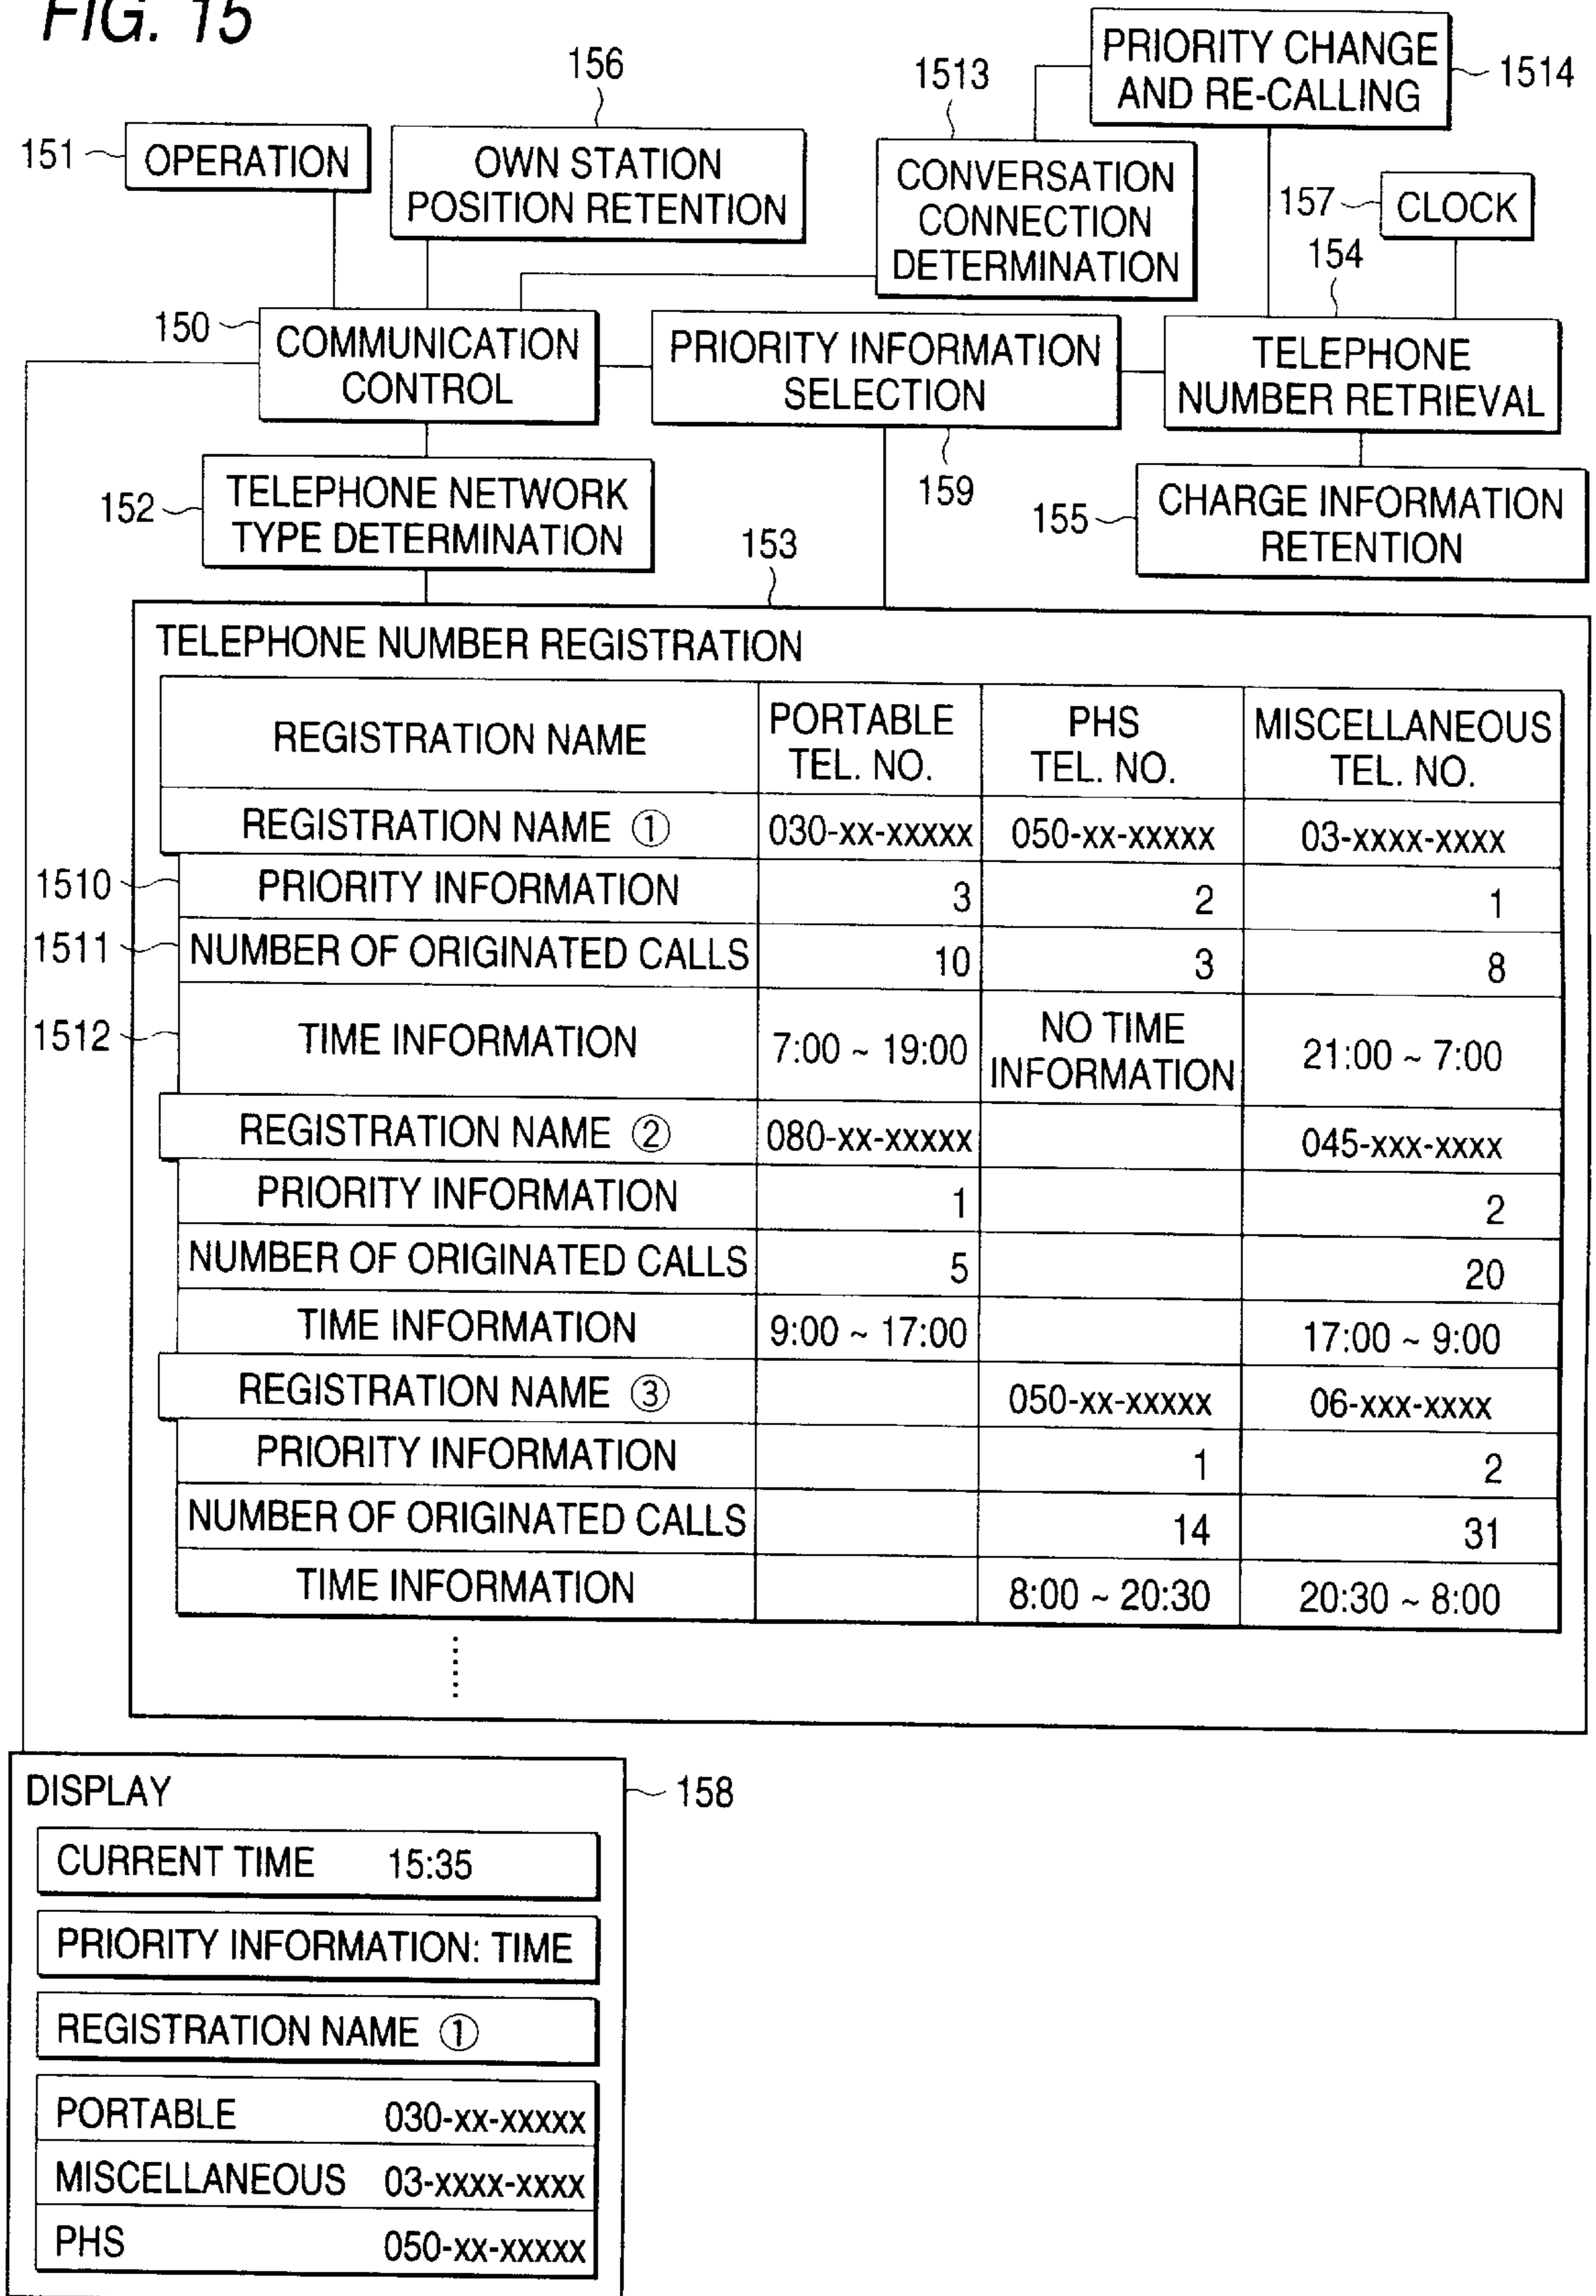 FIG. 15
PRIORITY CHANGE
AND RE-CALLING
1514
156
1513
151
OPERATION
OWN STATION
POSITION RETENTION
CONVERSATION
CONNECTION
DETERMINATION
157
CLOCK
154
150
COMMUNICATION
CONTROL
PRIORITY INFORMATION
SELECTION
TELEPHONE
NUMBER RETRIEVAL
159
152
TELEPHONE NETWORK
TYPE DETERMINATION
155
CHARGE INFORMATION
RETENTION
153
TELEPHONE NUMBER REGISTRATION
REGISTRATION NAME
PORTABLE
TEL. NO.
PHS
TEL. NO.
MISCELLANEOUS
TEL. NO.
REGISTRATION NAME ① 030-xx-xxxxx 050-xx-xxxxx 03-xxxx-xxxx
1510 PRIORITY INFORMATION 3 2 1
1511 NUMBER OF ORIGINATED CALLS 10 3 8
1512 TIME INFORMATION 7:00 ~ 19:00 NO TIME INFORMATION 21:00 ~ 7:00
REGISTRATION NAME ② 080-xx-xxxxx 045-xxx-xxxx
PRIORITY INFORMATION 1 2
NUMBER OF ORIGINATED CALLS 5 20
TIME INFORMATION 9:00 ~ 17:00 17:00 ~ 9:00
REGISTRATION NAME ③ 050-xx-xxxxx 06-xxx-xxxx
PRIORITY INFORMATION 1 2
NUMBER OF ORIGINATED CALLS 14 31
TIME INFORMATION 8:00 ~ 20:30 20:30 ~ 8:00
DISPLAY
158
CURRENT TIME 15:35
PRIORITY INFORMATION: TIME
REGISTRATION NAME ①
PORTABLE 030-xx-xxxxx
MISCELLANEOUS 03-xxxx-xxxx
PHS 050-xx-xxxxx